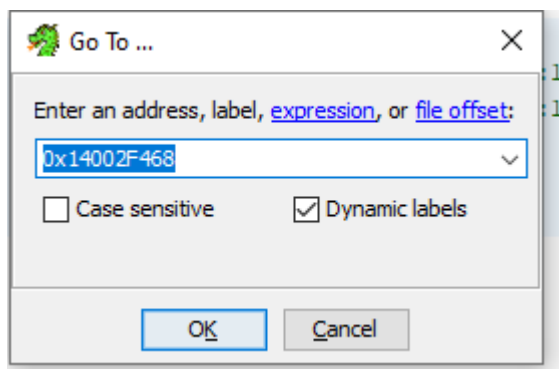 Go To ...
Enter an address, label, expression, or file offset:
0x14002F468
Case sensitive
Dynamic labels
OK
Cancel